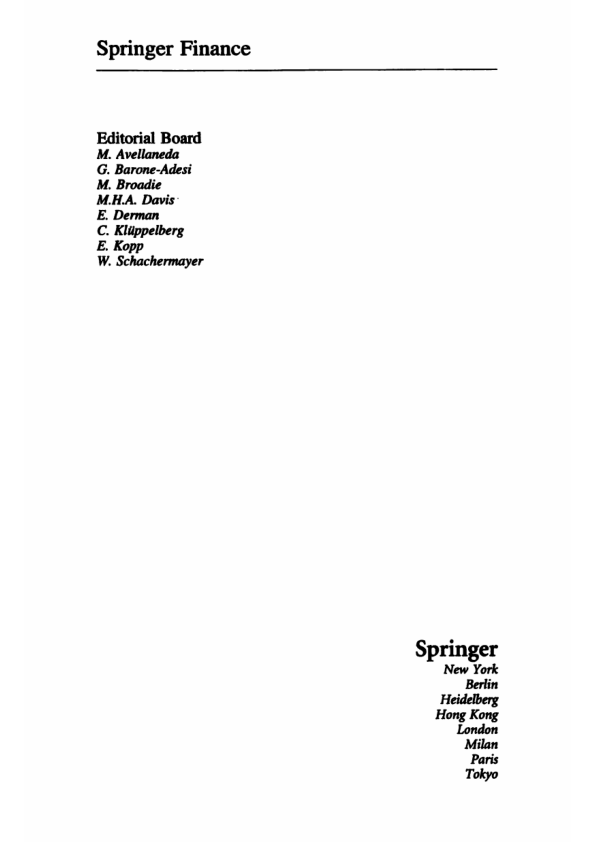 Springer Finance
Editorial Board
M. Avellaneda
G. Barone-Adesi
M. Broadie
M.H.A. Davis
E. Derman
C. Klüppelberg
E. Kopp
W. Schachermayer
Springer
New York
Berlin
Heidelberg
Hong Kong
London
Milan
Paris
Tokyo